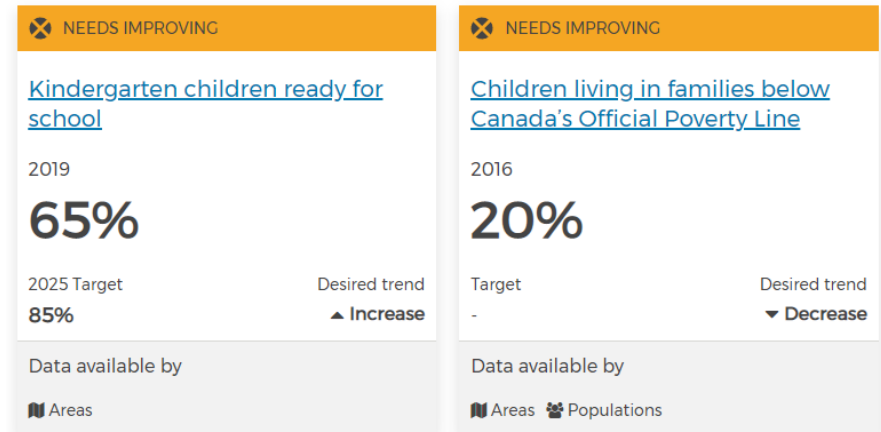 NEEDS IMPROVING
Kindergarten children ready for
school
2019
65%
2025 Target
Desired trend
85%
Increase
Data available by
Areas
NEEDS IMPROVING
Children living in families below
Canada's Official Poverty Line
2016
20%
Target
Desired trend
-
Decrease
Data available by
Areas
Populations